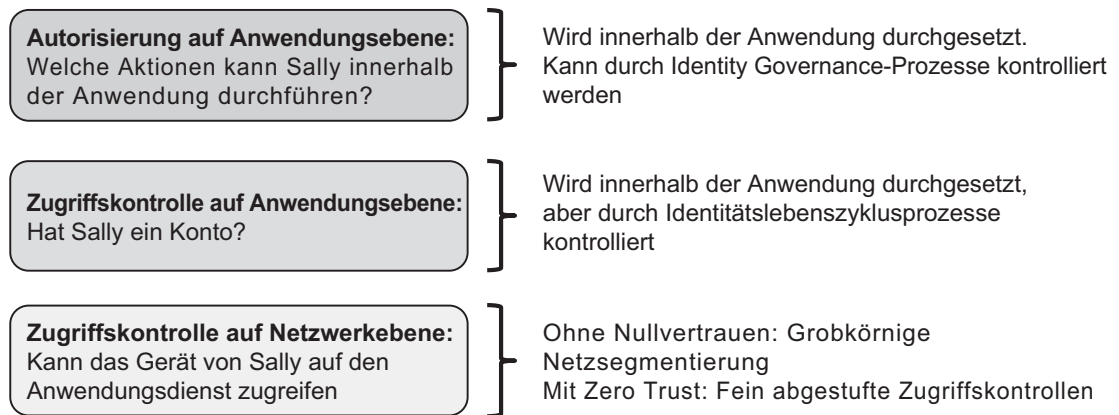 Autorisierung auf Anwendungsebene:
Welche Aktionen kann Sally innerhalb
der Anwendung durchführen?
Wird innerhalb der Anwendung durchgesetzt.
Kann durch Identity Governance-Prozesse kontrolliert
werden
Zugriffskontrolle auf Anwendungsebene:
Hat Sally ein Konto?
Wird innerhalb der Anwendung durchgesetzt,
aber durch Identitätslebenszyklusprozesse
kontrolliert
Zugriffskontrolle auf Netzwerkebene:
Kann das Gerät von Sally auf den
Anwendungsdienst zugreifen
Ohne Nullvertrauen: Grobkörnige
Netzsegmentierung
Mit Zero Trust: Fein abgestufte Zugriffskontrollen